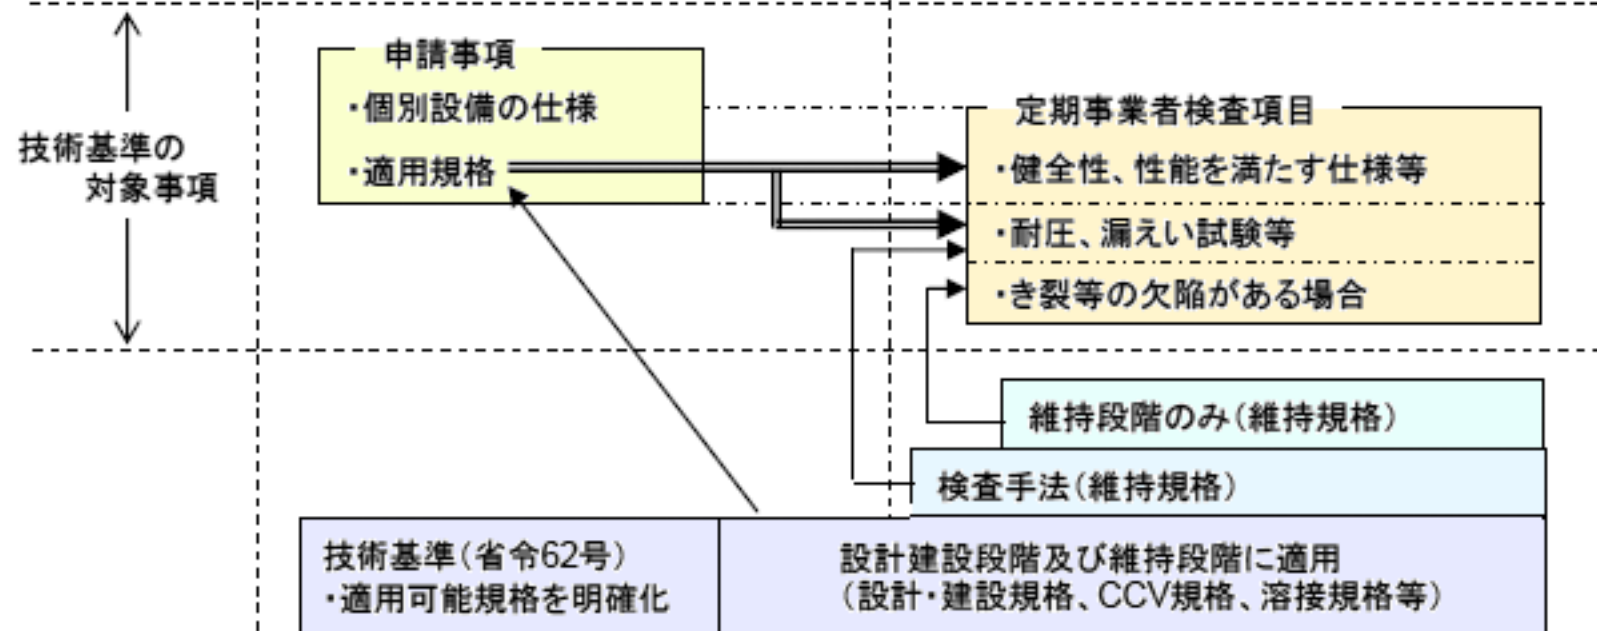 技術基準の
対象事項
申請事項
・個別設備の仕様
・適用規格
定期事業者検査項目
・健全性、性能を満たす仕様等
・耐圧、漏えい試験等
・き裂等の欠陥がある場合
維持段階のみ（維持規格）
検査手法（維持規格）
技術基準（省令62号）
・適用可能規格を明確化
設計建設段階及び維持段階に適用
（設計・建設規格、CCV規格、溶接規格等）